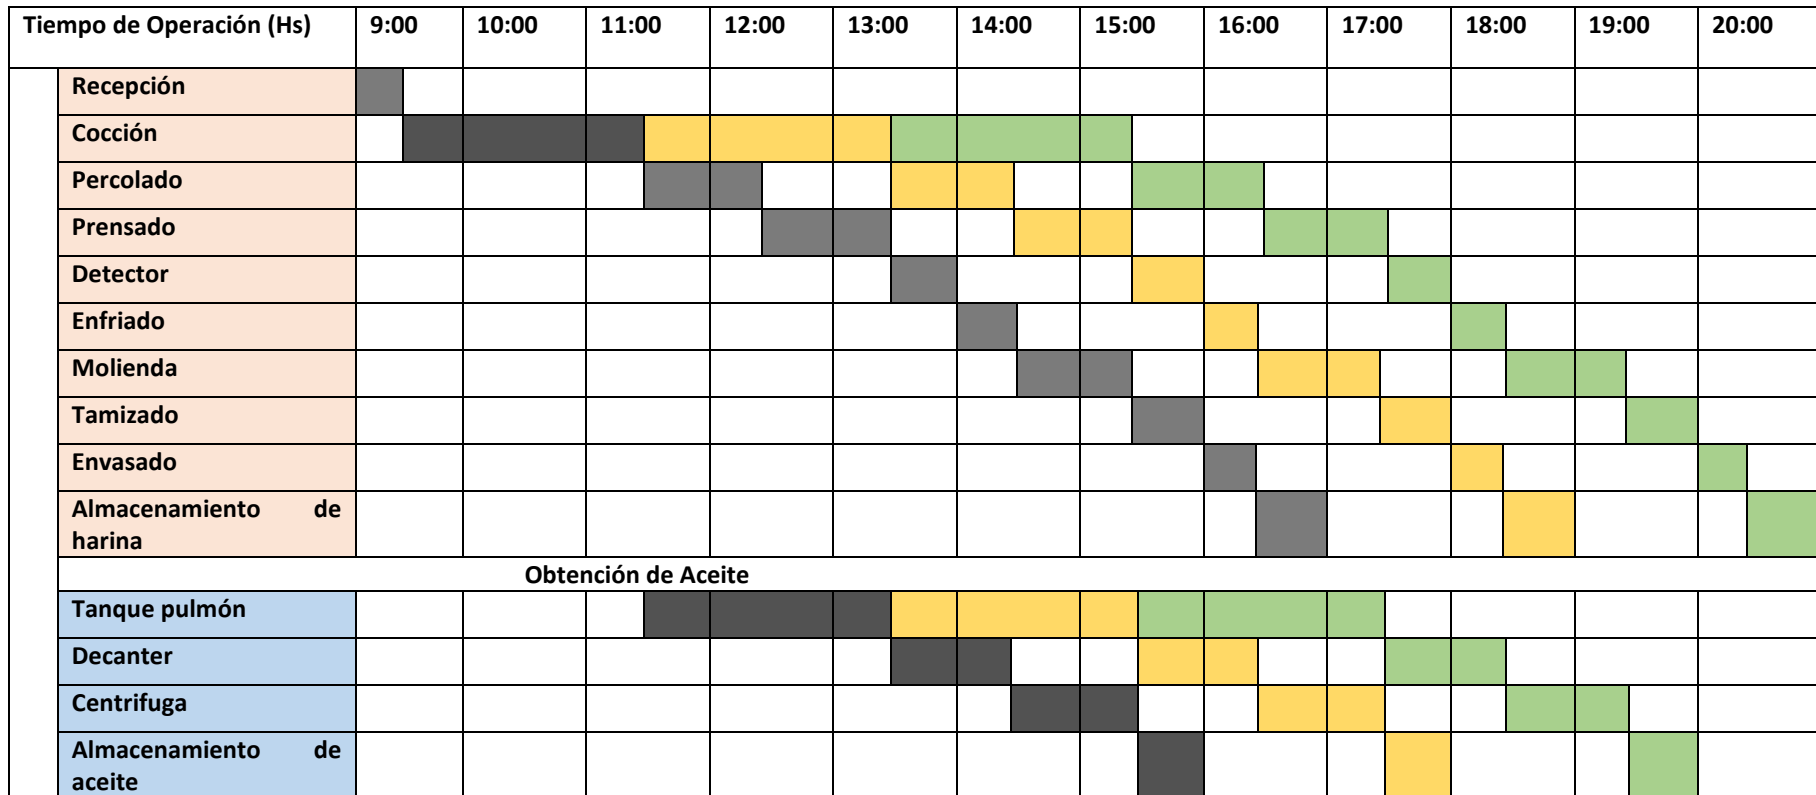 Tiempo de Operación (Hs) 9:00 10:00 11:00 12:00 13:00 14:00 15:00 16:00 17:00 18:00 19:00 20:00
Recepción
Cocción
Percolado
Prensado
Detector
Enfriado
Molienda
Tamizado
Envasado
Almacenamiento de
harina
Obtención de Aceite
Tanque pulmón
Decanter
Centrifuga
Almacenamiento de
aceite